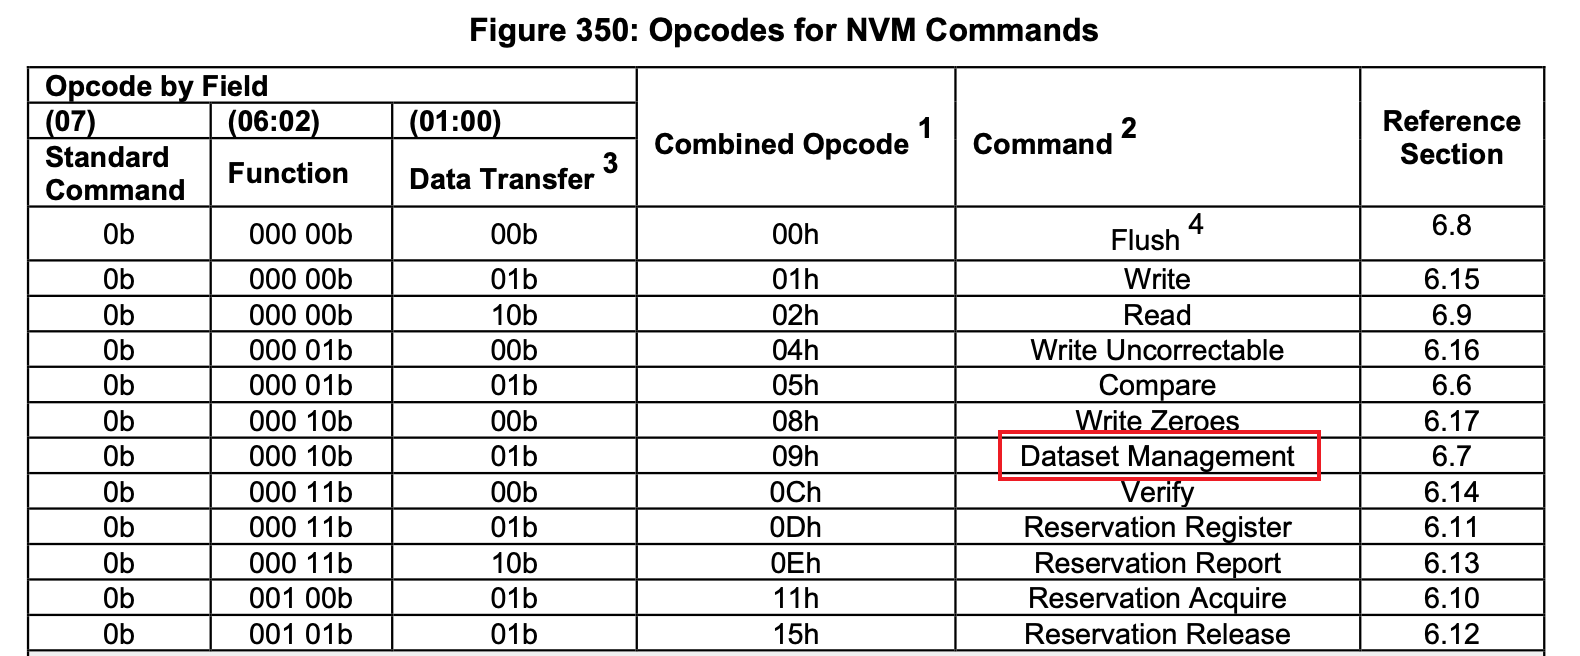 Figure 350: Opcodes for NVM Commands
Opcode by Field Combined Opcode 1 Command 2 Reference Section
(07) (06:02) (01:00)
Standard Command Function Data Transfer 3
0b 000 00b 00b 00h Flush 4 6.8
0b 000 00b 01b 01h Write 6.15
0b 000 00b 10b 02h Read 6.9
0b 000 01b 00b 04h Write Uncorrectable 6.16
0b 000 01b 01b 05h Compare 6.6
0b 000 10b 00b 08h Write Zeroes 6.17
0b 000 10b 01b 09h Dataset Management 6.7
0b 000 11b 00b 0Ch Verify 6.14
0b 000 11b 01b 0Dh Reservation Register 6.11
0b 000 11b 10b 0Eh Reservation Report 6.13
0b 001 00b 01b 11h Reservation Acquire 6.10
0b 001 01b 01b 15h Reservation Release 6.12